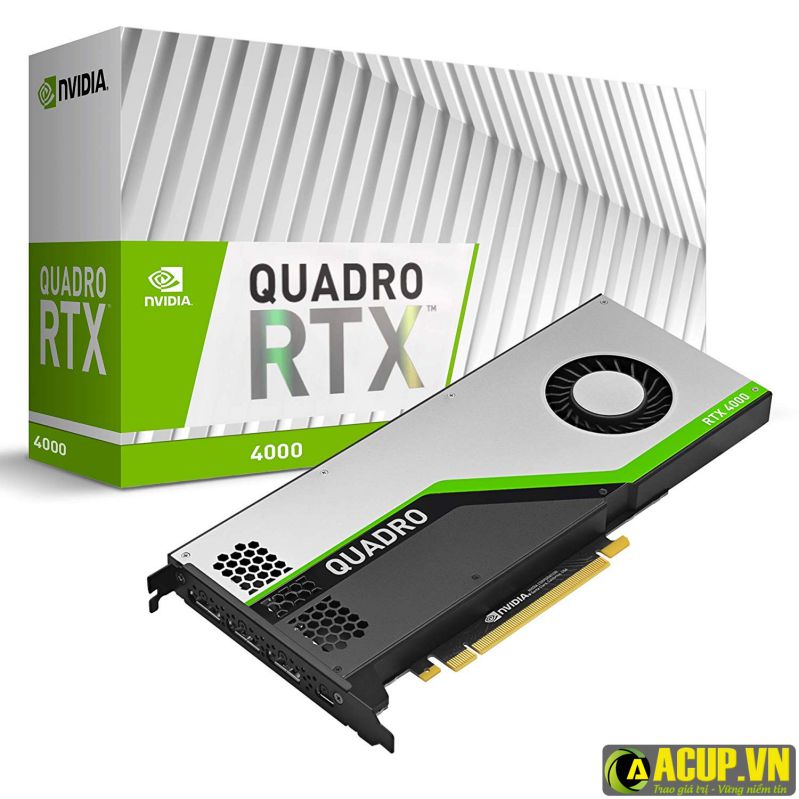 NVIDIA.
QUADRO
RTX
4000
NVIDIA.
QUADRO
RTX™
4000
RTX 4000
QUADRO
NVIDIA.
ACUP.VN
Trao giá trị - Vững niềm tin